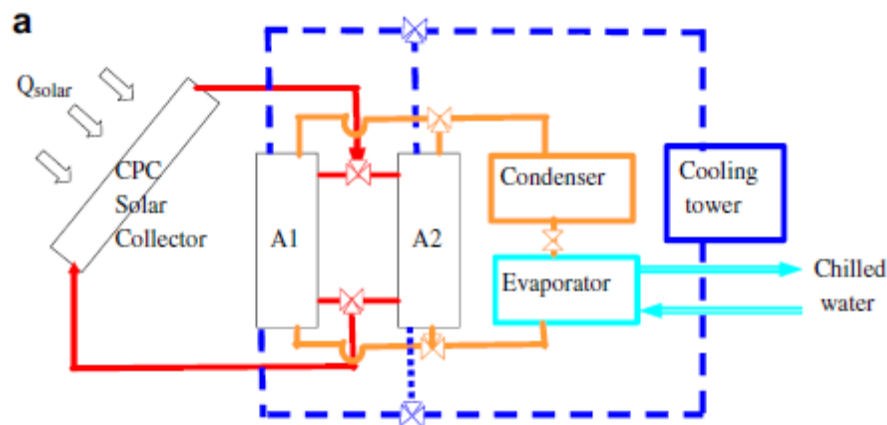 a
Qsolar
CPC
Solar
Collector
A1
A2
Condenser
Evaporator
Cooling
tower
Chilled
water